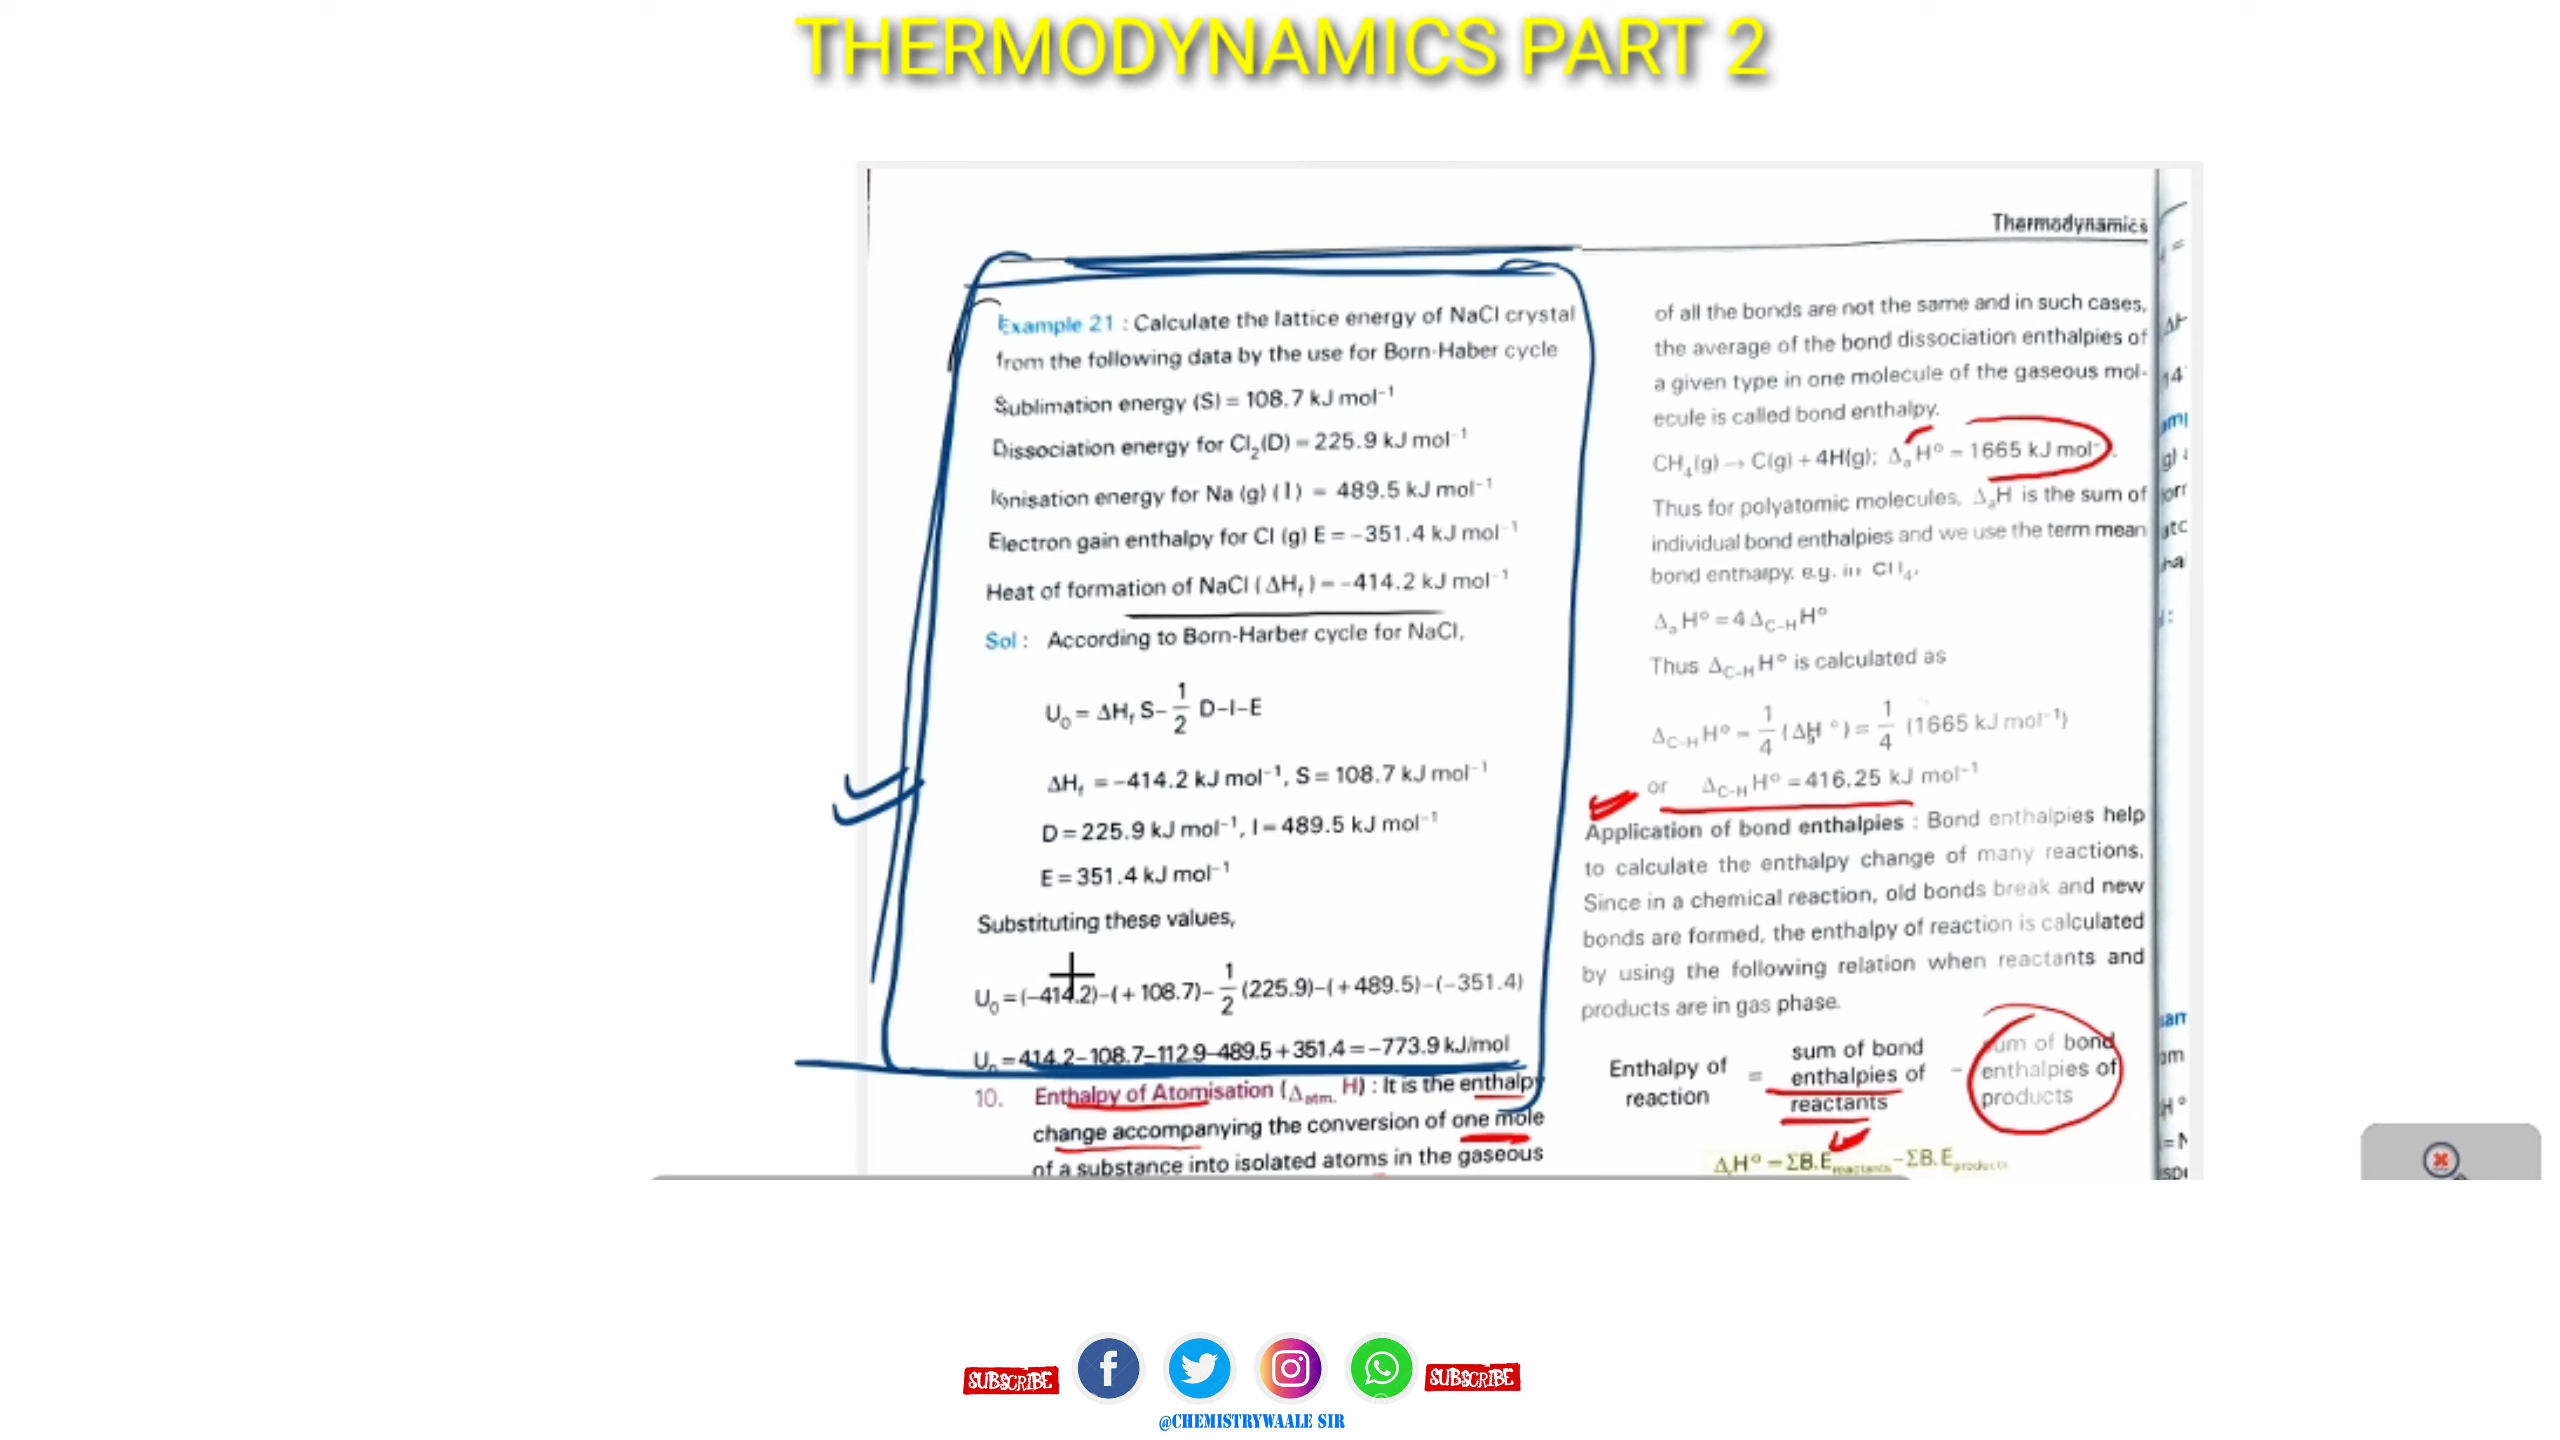 THERMODYNAMICS PART 2
Thermodynamics
Example 21 : Calculate the lattice energy of NaCl crystal
from the following data by the use for Born-Haber cycle
Sublimation energy (S) = 108.7 kJ mol⁻¹
Dissociation energy for Cl₂(D) = 225.9 kJ mol⁻¹
Ionisation energy for Na (g) (I) = 489.5 kJ mol⁻¹
Electron gain enthalpy for Cl (g) E = −351.4 kJ mol⁻¹
Heat of formation of NaCl (ΔH_f) = −414.2 kJ mol⁻¹
Sol : According to Born-Harber cycle for NaCl,
U₀ = ΔH_f S− 1/2 D−I−E
ΔH_f = −414.2 kJ mol⁻¹, S = 108.7 kJ mol⁻¹
D = 225.9 kJ mol⁻¹, I = 489.5 kJ mol⁻¹
E = 351.4 kJ mol⁻¹
Substituting these values,
U₀ = (−414.2)−(+ 108.7)− 1/2 (225.9)−(+ 489.5)−(−351.4)
U₀ = 414.2−108.7−112.9−489.5+351.4 = −773.9 kJ/mol
10. Enthalpy of Atomisation (Δ_atm. H) : It is the enthalpy
change accompanying the conversion of one mole
of a substance into isolated atoms in the gaseous
of all the bonds are not the same and in such cases,
the average of the bond dissociation enthalpies of
a given type in one molecule of the gaseous mol-
ecule is called bond enthalpy.
CH₄(g) → C(g) + 4H(g); ΔₐH° = 1665 kJ mol⁻
Thus for polyatomic molecules, ΔₐH is the sum of
individual bond enthalpies and we use the term mean
bond enthalpy. e.g. in CH₄,
ΔₐH° = 4 Δ_C−H H°
Thus Δ_C−H H° is calculated as
Δ_C−H H° = 1/4 (ΔₐH °) = 1/4 (1665 kJ mol⁻¹)
or Δ_C−H H° = 416.25 kJ mol⁻¹
Application of bond enthalpies : Bond enthalpies help
to calculate the enthalpy change of many reactions.
Since in a chemical reaction, old bonds break and new
bonds are formed, the enthalpy of reaction is calculated
by using the following relation when reactants and
products are in gas phase.
Enthalpy of reaction = sum of bond enthalpies of reactants − sum of bond enthalpies of products
ΔᵣH° = ΣB.E_reactants − ΣB.E_products
SUBSCRIBE
SUBSCRIBE
@CHEMISTRYWAALE SIR